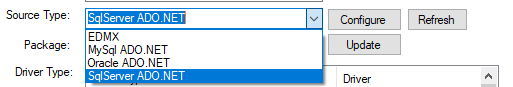 Source Type: SqlServer ADO.NET Configure Refresh
EDMX
Package: MySql ADO.NET Update
Oracle ADO.NET
Driver Type: SqlServer ADO.NET Driver